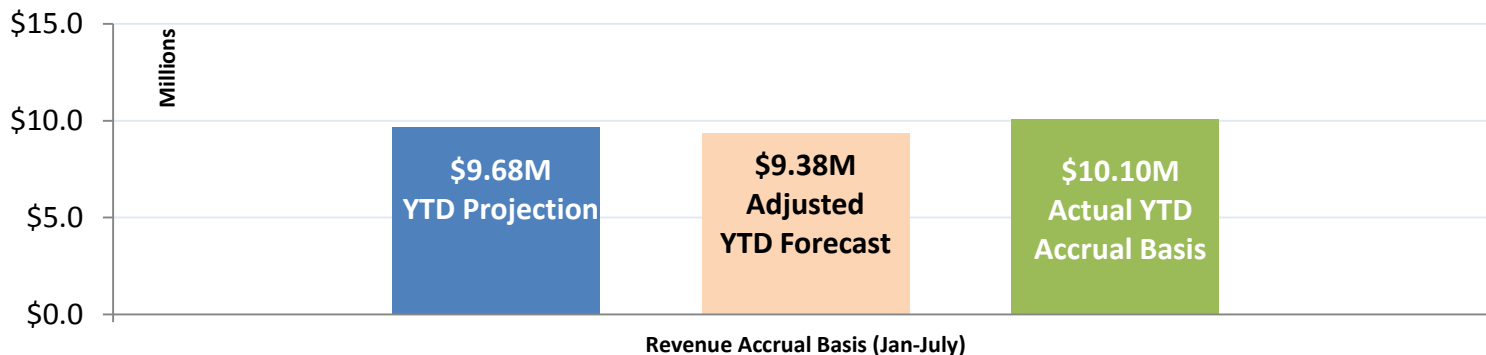 $15.0
Millions
$10.0
$5.0
$0.0
$9.68M
YTD Projection
$9.38M
Adjusted
YTD Forecast
$10.10M
Actual YTD
Accrual Basis
Revenue Accrual Basis (Jan-July)